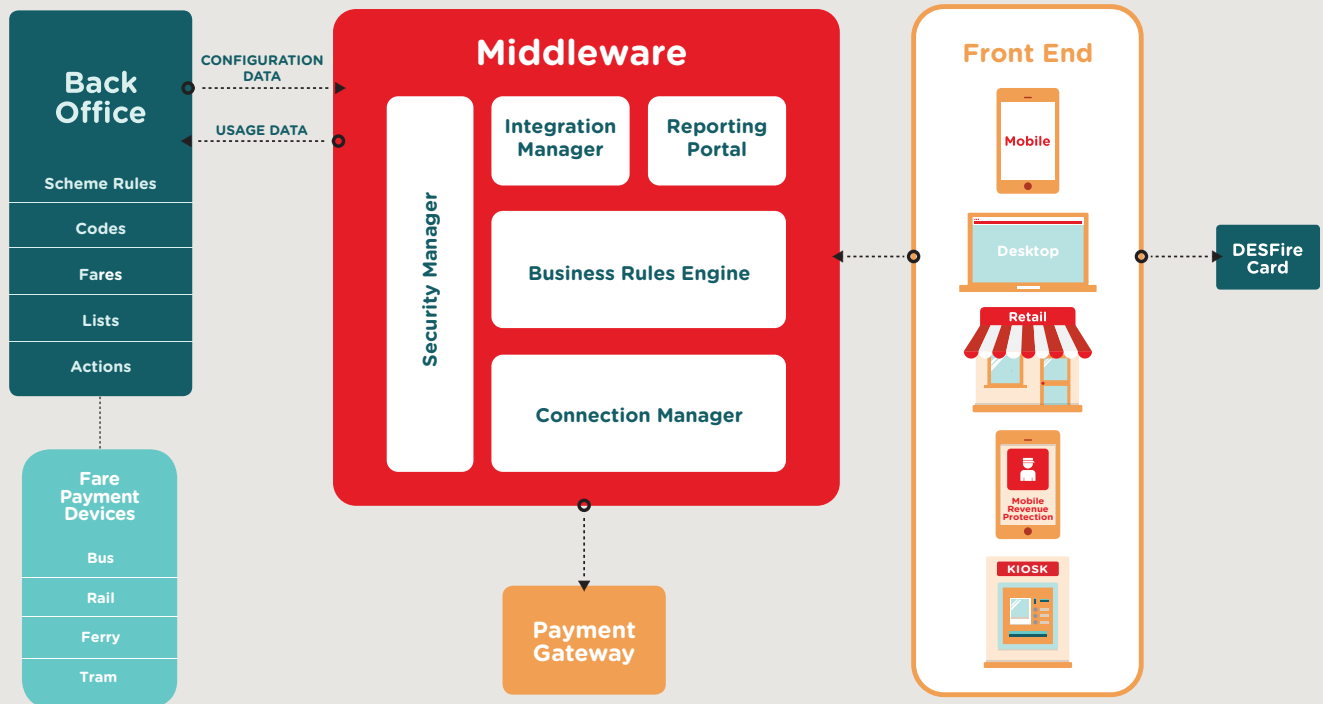 Back
Office
Scheme Rules
Codes
Fares
Lists
Actions
Fare
Payment
Devices
Bus
Rail
Ferry
Tram
CONFIGURATION
DATA
USAGE DATA
Middleware
Security Manager
Integration
Manager
Reporting
Portal
Business Rules Engine
Connection Manager
Payment
Gateway
Front End
Mobile
Desktop
Retail
Mobile
Revenue
Protection
KIOSK
DESFire
Card